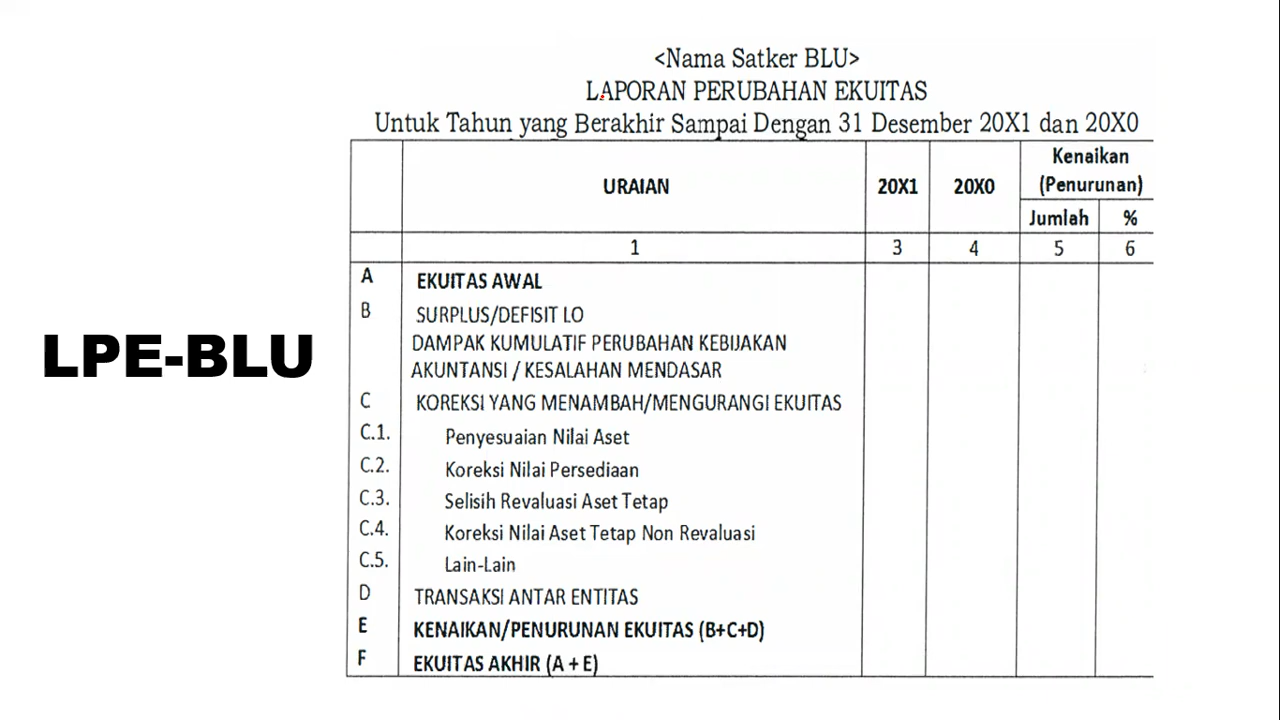 <Nama Satker BLU>
LAPORAN PERUBAHAN EKUITAS
Untuk Tahun yang Berakhir Sampai Dengan 31 Desember 20X1 dan 20X0
LPE-BLU
URAIAN 20X1 20X0 Kenaikan (Penurunan)
Jumlah %
1 3 4 5 6
A EKUITAS AWAL
B SURPLUS/DEFISIT LO
DAMPAK KUMULATIF PERUBAHAN KEBIJAKAN
AKUNTANSI / KESALAHAN MENDASAR
C KOREKSI YANG MENAMBAH/MENGURANGI EKUITAS
C.1. Penyesuaian Nilai Aset
C.2. Koreksi Nilai Persediaan
C.3. Selisih Revaluasi Aset Tetap
C.4. Koreksi Nilai Aset Tetap Non Revaluasi
C.5. Lain-Lain
D TRANSAKSI ANTAR ENTITAS
E KENAIKAN/PENURUNAN EKUITAS (B+C+D)
F EKUITAS AKHIR (A + E)